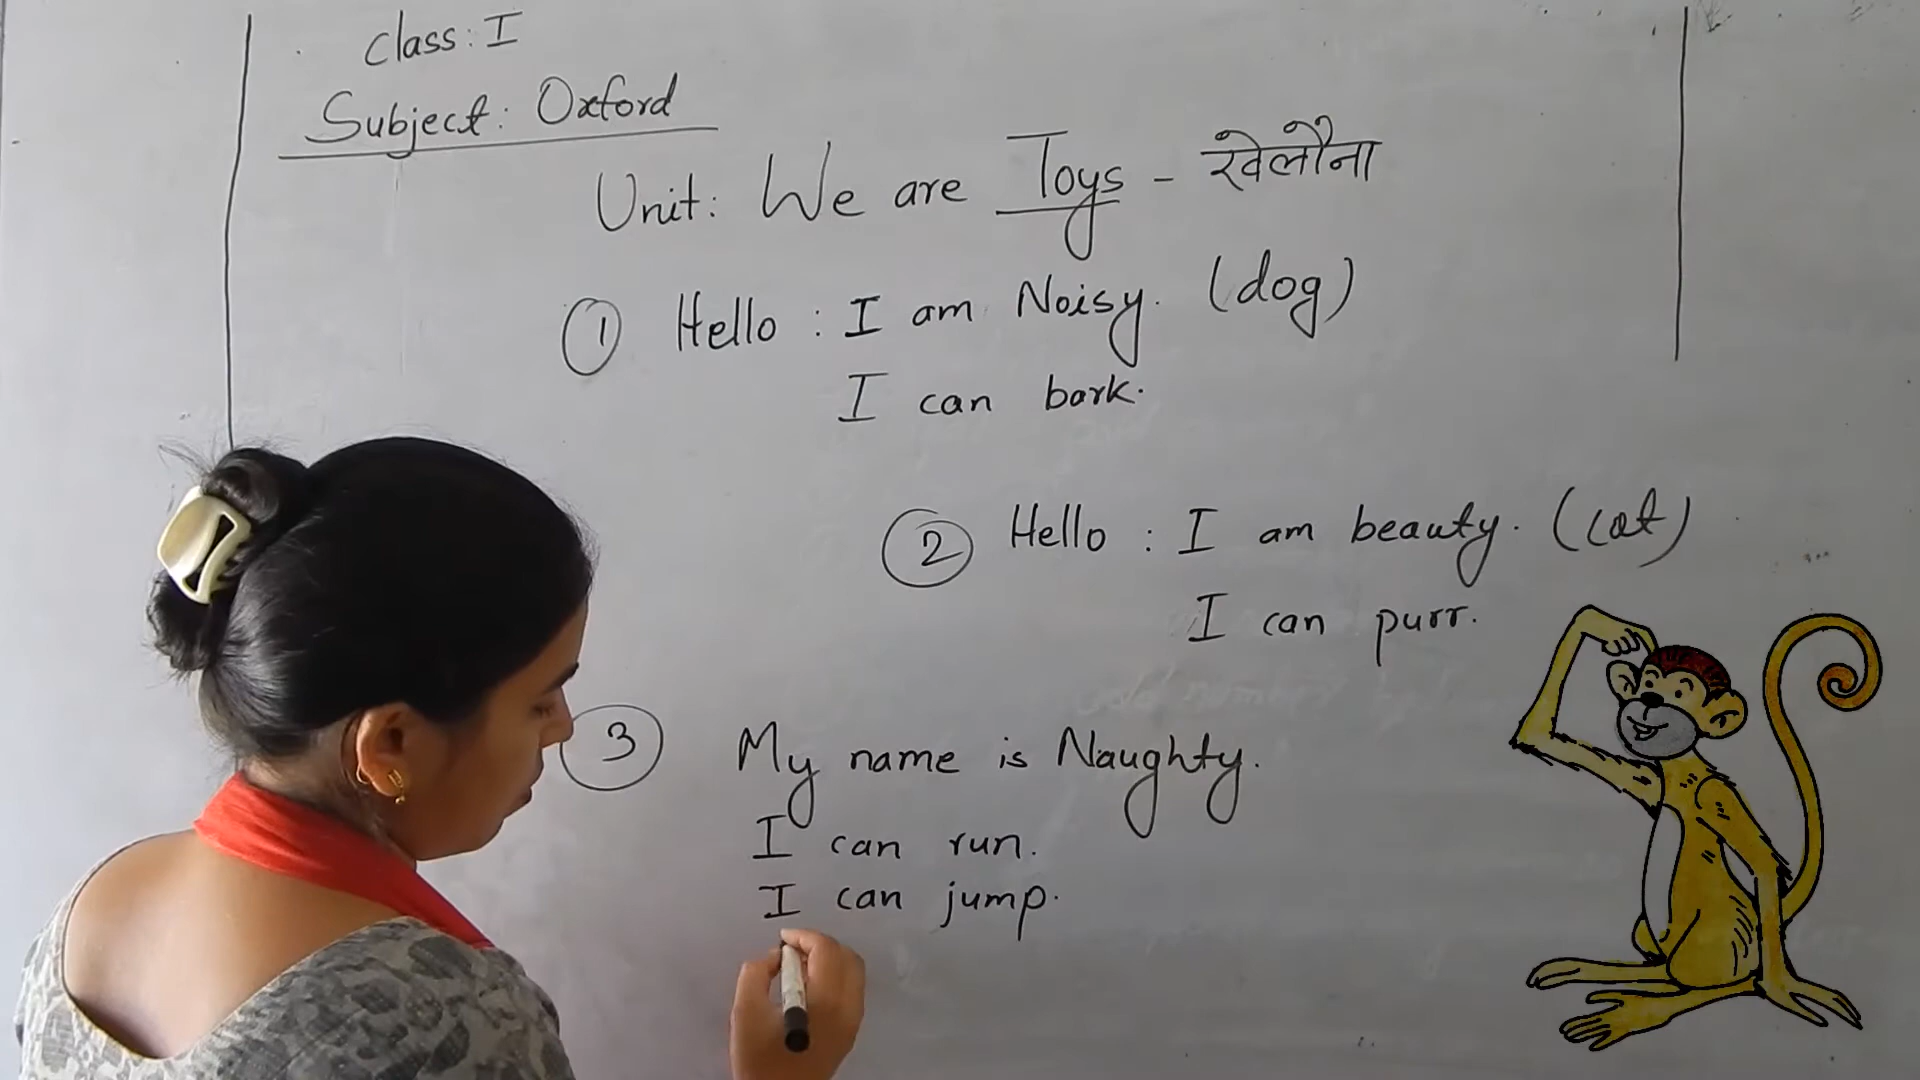 Class: I
Subject: Oxford
Unit: We are Toys - खेलौना
① Hello : I am Noisy. (dog)
I can bark.
② Hello : I am beauty. (cat)
I can purr.
③ My name is Naughty.
I can run.
I can jump.